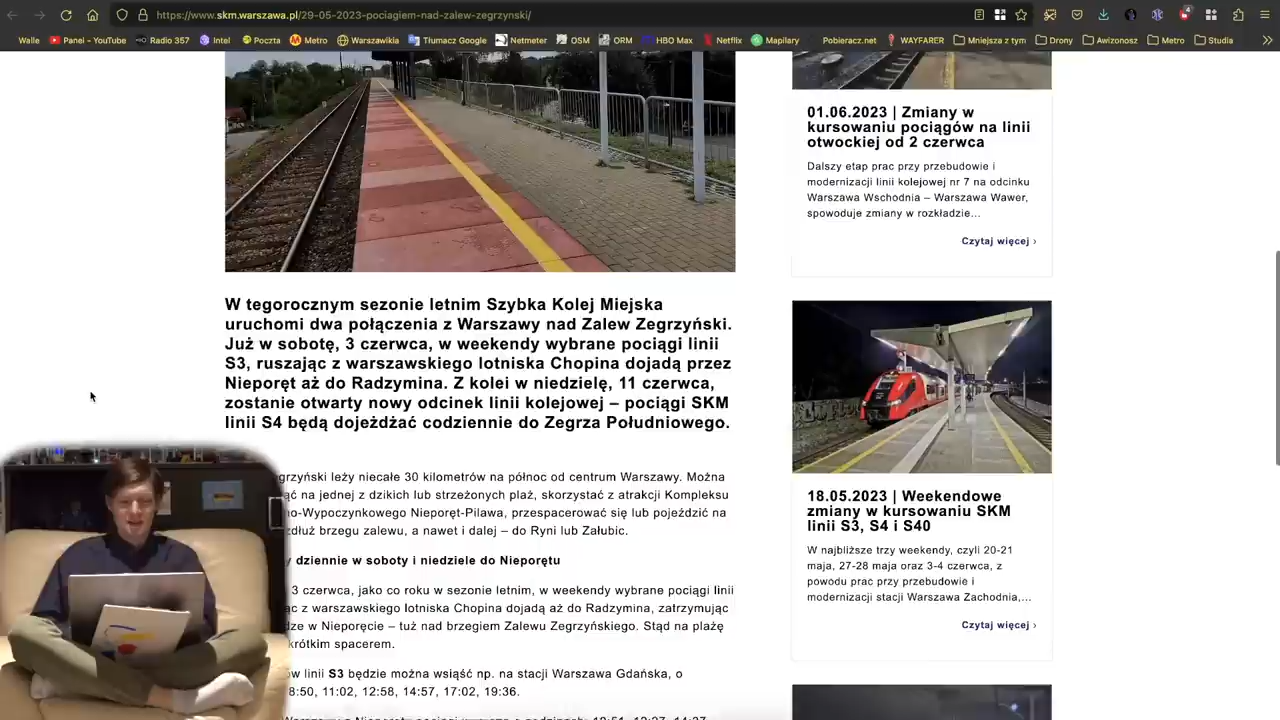 https://www.skm.warszawa.pl/29-05-2023-pociagiem-nad-zalew-zegrzynski/
4
Walle
Panel - YouTube
Radio 357
Intel
Poczta
Metro
Warszawikia
Tłumacz Google
Netmeter
OSM
ORM
HBO Max
Netflix
Mapilary
Pobieracz.net
WAYFARER
Mniejsza z tym
Drony
Awizonosz
Metro
Studia
W tegorocznym sezonie letnim Szybka Kolej Miejska
uruchomi dwa połączenia z Warszawy nad Zalew Zegrzyński.
Już w sobotę, 3 czerwca, w weekendy wybrane pociągi linii
S3, ruszając z warszawskiego lotniska Chopina dojadą przez
Nieporęt aż do Radzymina. Z kolei w niedzielę, 11 czerwca,
zostanie otwarty nowy odcinek linii kolejowej – pociągi SKM
linii S4 będą dojeżdżać codziennie do Zegrza Południowego.
grzyński leży niecałe 30 kilometrów na północ od centrum Warszawy. Można
ąć na jednej z dzikich lub strzeżonych plaż, skorzystać z atrakcji Kompleksu
no-Wypoczynkowego Nieporęt-Pilawa, przespacerować się lub pojeździć na
zdłuż brzegu zalewu, a nawet i dalej – do Ryni lub Załubic.
y dziennie w soboty i niedziele do Nieporętu
3 czerwca, jako co roku w sezonie letnim, w weekendy wybrane pociągi linii
ąc z warszawskiego lotniska Chopina dojadą aż do Radzymina, zatrzymując
dze w Nieporęcie – tuż nad brzegiem Zalewu Zegrzyńskiego. Stąd na plażę
krótkim spacerem.
w linii S3 będzie można wsiąść np. na stacji Warszawa Gdańska, o
8:50, 11:02, 12:58, 14:57, 17:02, 19:36.
01.06.2023 | Zmiany w
kursowaniu pociągów na linii
otwockiej od 2 czerwca
Dalszy etap prac przy przebudowie i
modernizacji linii kolejowej nr 7 na odcinku
Warszawa Wschodnia – Warszawa Wawer,
spowoduje zmiany w rozkładzie...
Czytaj więcej ›
18.05.2023 | Weekendowe
zmiany w kursowaniu SKM
linii S3, S4 i S40
W najbliższe trzy weekendy, czyli 20-21
maja, 27-28 maja oraz 3-4 czerwca, z
powodu prac przy przebudowie i
modernizacji stacji Warszawa Zachodnia,...
Czytaj więcej ›